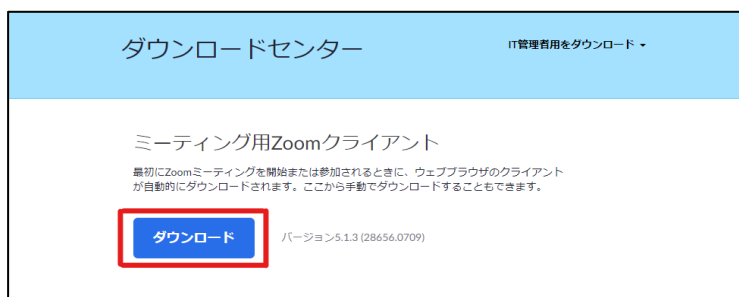 ダウンロードセンター
IT管理者用をダウンロード
ミーティング用Zoomクライアント
最初にZoomミーティングを開始または参加されるときに、ウェブブラウザのクライアント
が自動的にダウンロードされます。ここから手動でダウンロードすることもできます。
ダウンロード
バージョン5.1.3 (28656.0709)